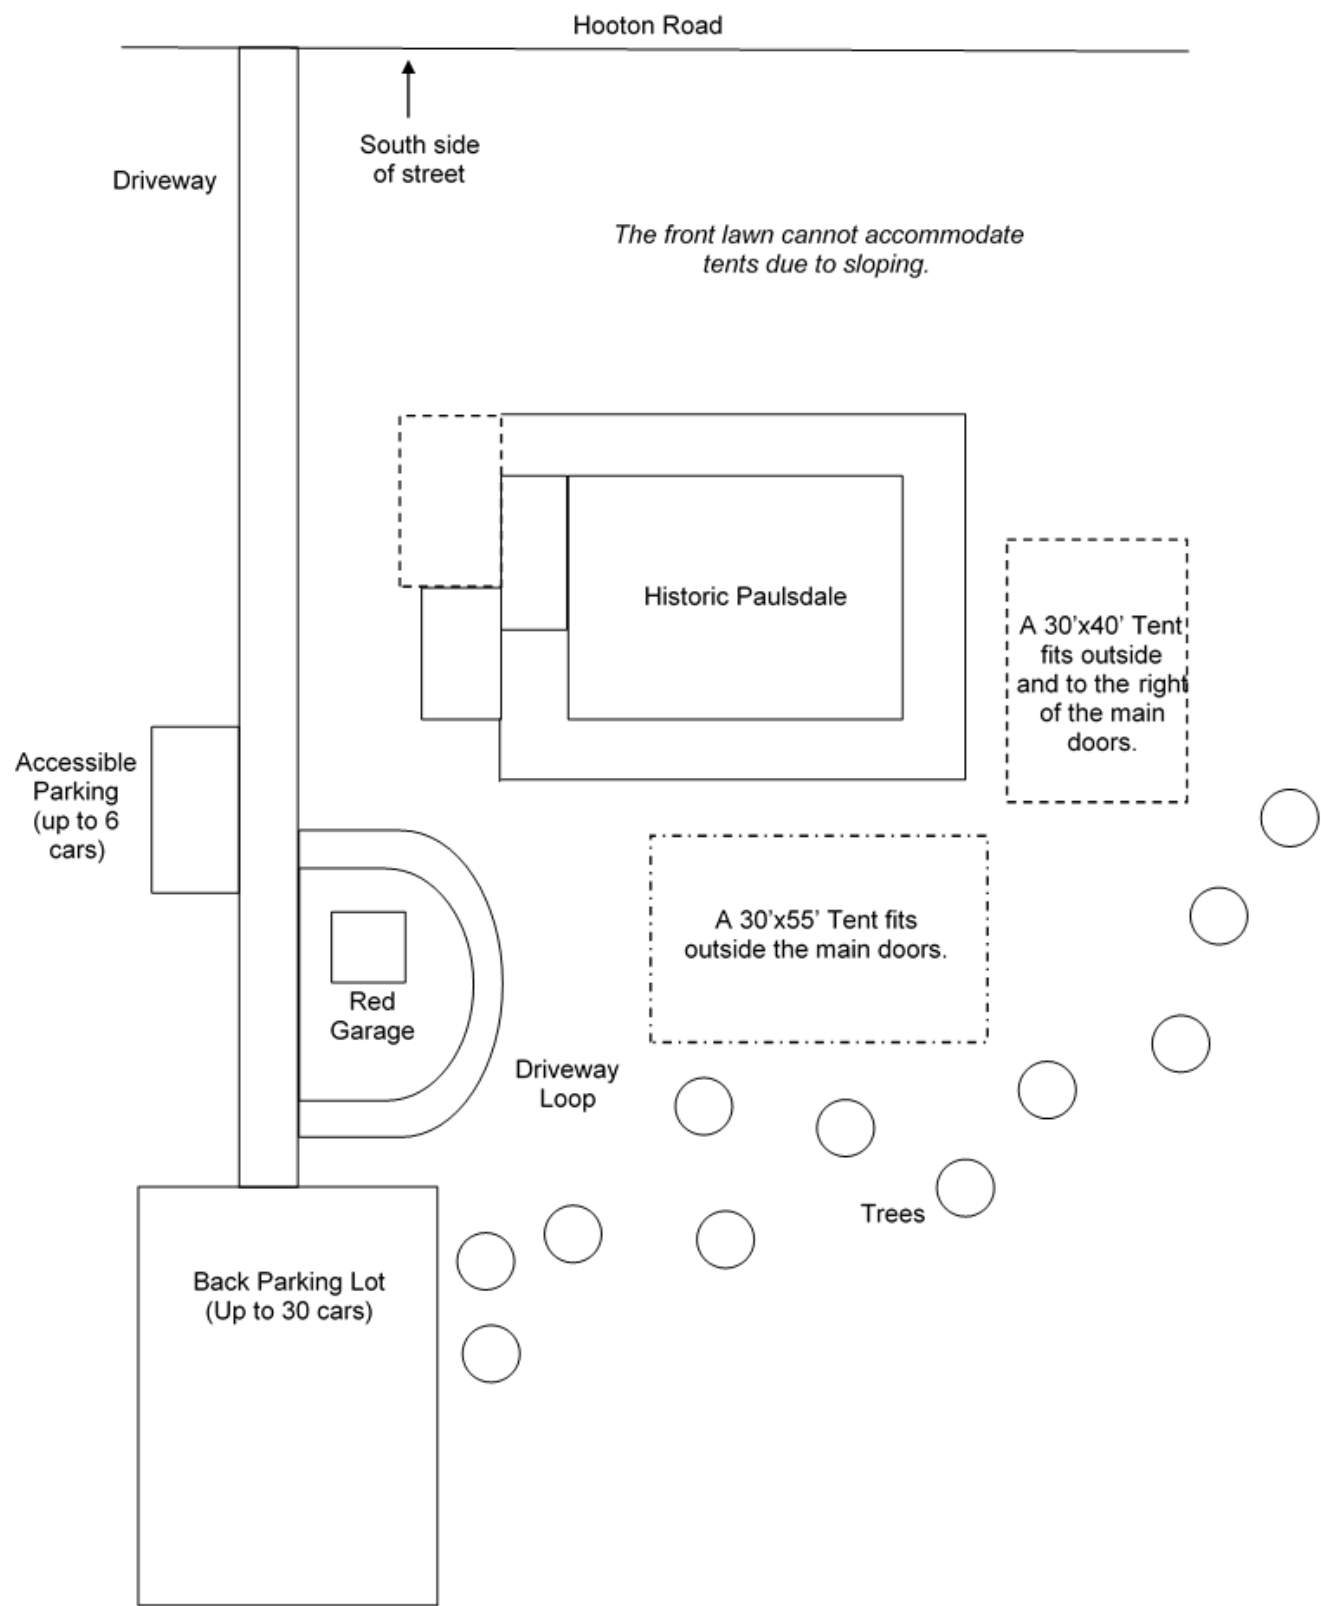 Hooton Road
South side
of street
Driveway
The front lawn cannot accommodate
tents due to sloping.
Historic Paulsdale
A 30’x40’ Tent
fits outside
and to the right
of the main
doors.
Accessible
Parking
(up to 6
cars)
A 30’x55’ Tent fits
outside the main doors.
Red
Garage
Driveway
Loop
Trees
Back Parking Lot
(Up to 30 cars)